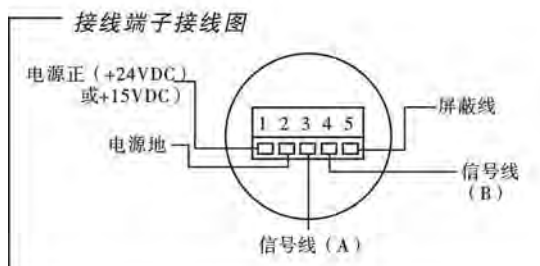 接线端子接线图
电源正（+24VDC）
或+15VDC）
1 2 3 4 5
屏蔽线
电源地
信号线
（B）
信号线（A）